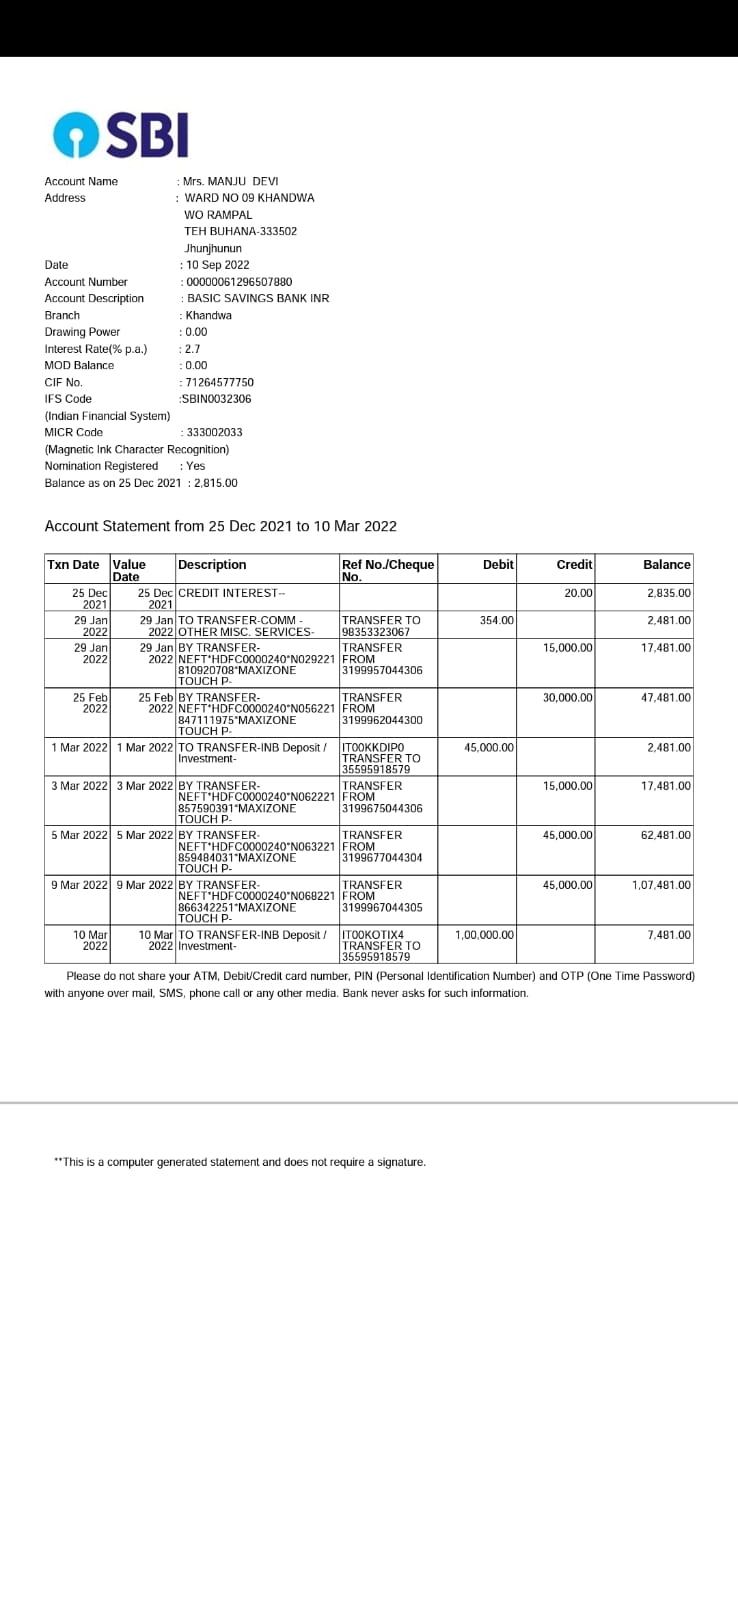 SBI
Account Name : Mrs. MANJU DEVI
Address : WARD NO 09 KHANDWA
WO RAMPAL
TEH BUHANA-333502
Jhunjhunun
Date : 10 Sep 2022
Account Number : 00000061296507880
Account Description : BASIC SAVINGS BANK INR
Branch : Khandwa
Drawing Power : 0.00
Interest Rate(% p.a.) : 2.7
MOD Balance : 0.00
CIF No. : 71264577750
IFS Code :SBIN0032306
(Indian Financial System)
MICR Code : 333002033
(Magnetic Ink Character Recognition)
Nomination Registered : Yes
Balance as on 25 Dec 2021 : 2,815.00
Account Statement from 25 Dec 2021 to 10 Mar 2022
Txn Date Value Description Ref No./Cheque Debit Credit Balance
Date No.
25 Dec 25 Dec CREDIT INTEREST-- 20.00 2,835.00
2021 2021
29 Jan 29 Jan TO TRANSFER-COMM - TRANSFER TO 354.00 2,481.00
2022 2022 OTHER MISC. SERVICES- 98353323067
29 Jan 29 Jan BY TRANSFER- TRANSFER 15,000.00 17,481.00
2022 2022 NEFT*HDFC0000240*N029221 FROM
810920708*MAXIZONE 3199957044306
TOUCH P-
25 Feb 25 Feb BY TRANSFER- TRANSFER 30,000.00 47,481.00
2022 2022 NEFT*HDFC0000240*N056221 FROM
847111975*MAXIZONE 3199962044300
TOUCH P-
1 Mar 2022 1 Mar 2022 TO TRANSFER-INB Deposit / IT00KKDIP0 45,000.00 2,481.00
Investment- TRANSFER TO
35595918579
3 Mar 2022 3 Mar 2022 BY TRANSFER- TRANSFER 15,000.00 17,481.00
NEFT*HDFC0000240*N062221 FROM
857590391*MAXIZONE 3199675044306
TOUCH P-
5 Mar 2022 5 Mar 2022 BY TRANSFER- TRANSFER 45,000.00 62,481.00
NEFT*HDFC0000240*N063221 FROM
859484031*MAXIZONE 3199677044304
TOUCH P-
9 Mar 2022 9 Mar 2022 BY TRANSFER- TRANSFER 45,000.00 1,07,481.00
NEFT*HDFC0000240*N068221 FROM
866342251*MAXIZONE 3199967044305
TOUCH P-
10 Mar 10 Mar TO TRANSFER-INB Deposit / IT00KOTIX4 1,00,000.00 7,481.00
2022 2022 Investment- TRANSFER TO
35595918579
Please do not share your ATM, Debit/Credit card number, PIN (Personal Identification Number) and OTP (One Time Password)
with anyone over mail, SMS, phone call or any other media. Bank never asks for such information.
**This is a computer generated statement and does not require a signature.